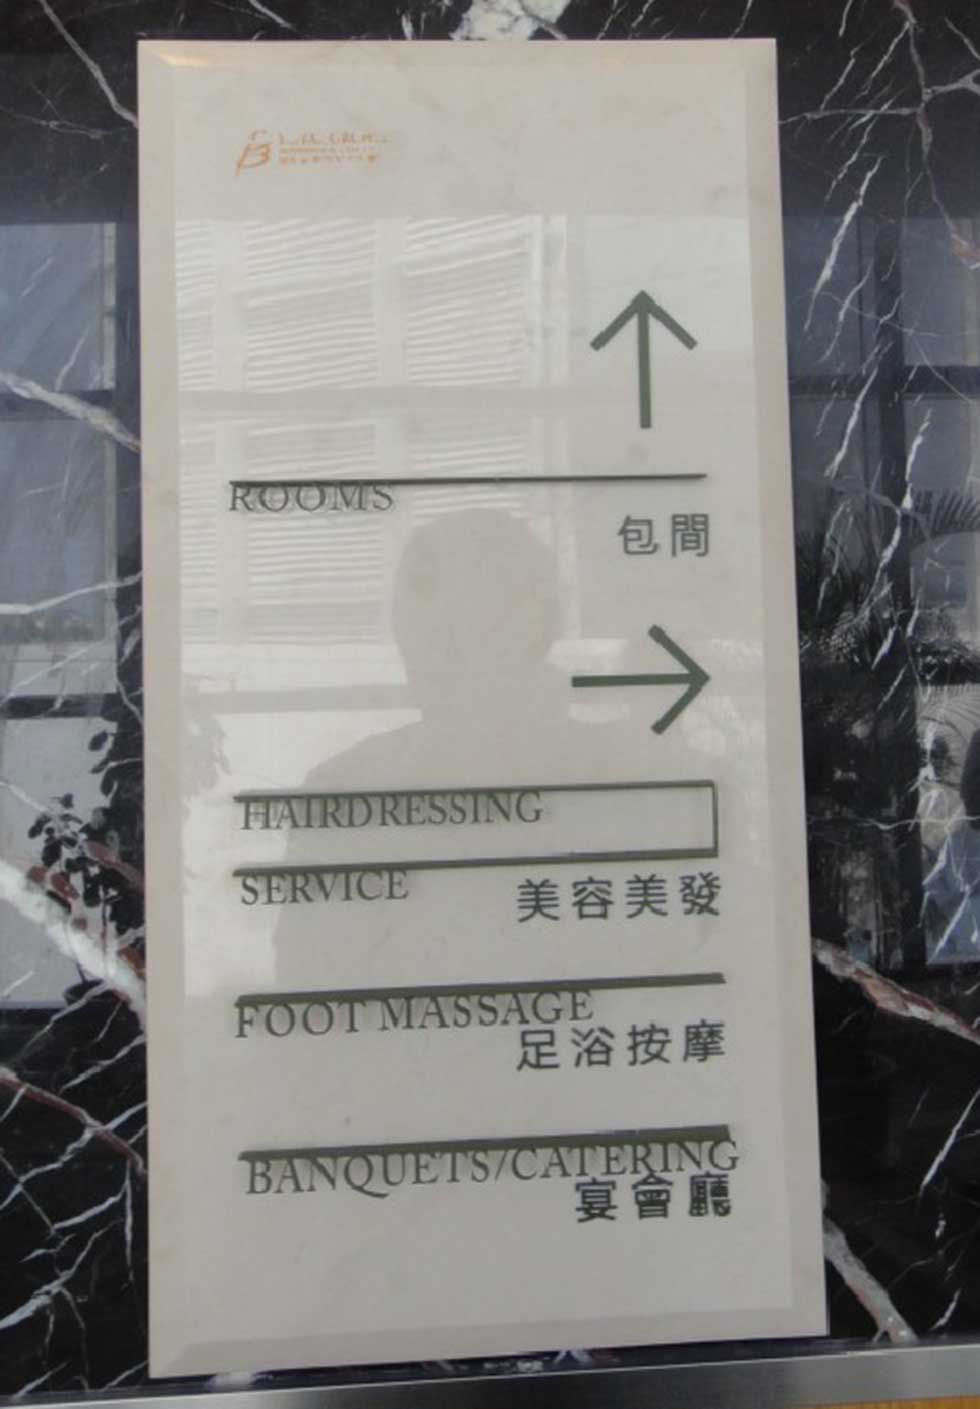 ROOMS
包間
HAIRDRESSING
SERVICE
美容美發
FOOT MASSAGE
足浴按摩
BANQUETS/CATERING
宴會廳